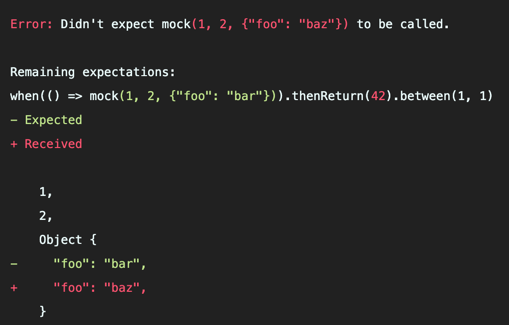 Error: Didn't expect mock(1, 2, {"foo": "baz"}) to be called.
Remaining expectations:
when(() => mock(1, 2, {"foo": "bar"})).thenReturn(42).between(1, 1)
- Expected
+ Received
1,
2,
Object {
- "foo": "bar",
+ "foo": "baz",
}